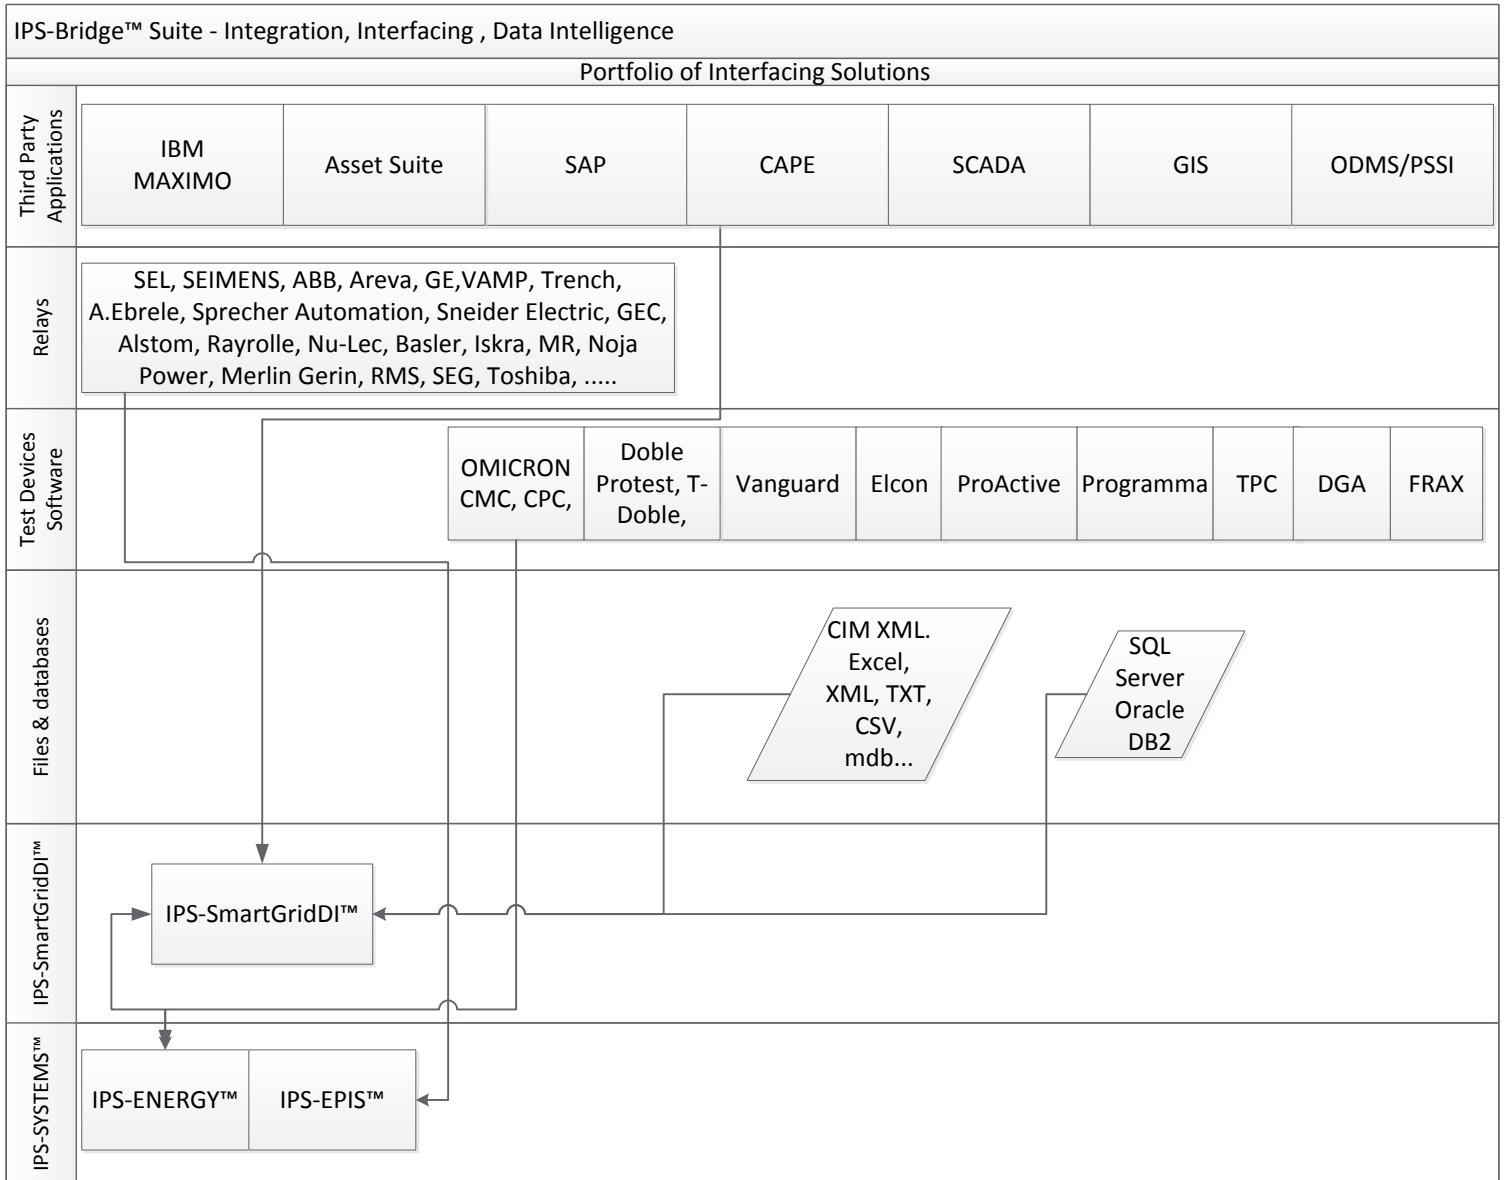 IPS-Bridge™ Suite - Integration, Interfacing , Data Intelligence
Portfolio of Interfacing Solutions
Third Party
Applications
IBM
MAXIMO
Asset Suite
SAP
CAPE
SCADA
GIS
ODMS/PSSI
Relays
SEL, SEIMENS, ABB, Areva, GE,VAMP, Trench,
A.Ebrele, Sprecher Automation, Sneider Electric, GEC,
Alstom, Rayrolle, Nu-Lec, Basler, Iskra, MR, Noja
Power, Merlin Gerin, RMS, SEG, Toshiba, .....
Test Devices
Software
OMICRON
CMC, CPC,
Doble
Protest, T-
Doble,
Vanguard
Elcon
ProActive
Programma
TPC
DGA
FRAX
Files & databases
CIM XML.
Excel,
XML, TXT,
CSV,
mdb...
SQL
Server
Oracle
DB2
IPS-SmartGridDI™
IPS-SmartGridDI™
IPS-SYSTEMS™
IPS-ENERGY™
IPS-EPIS™